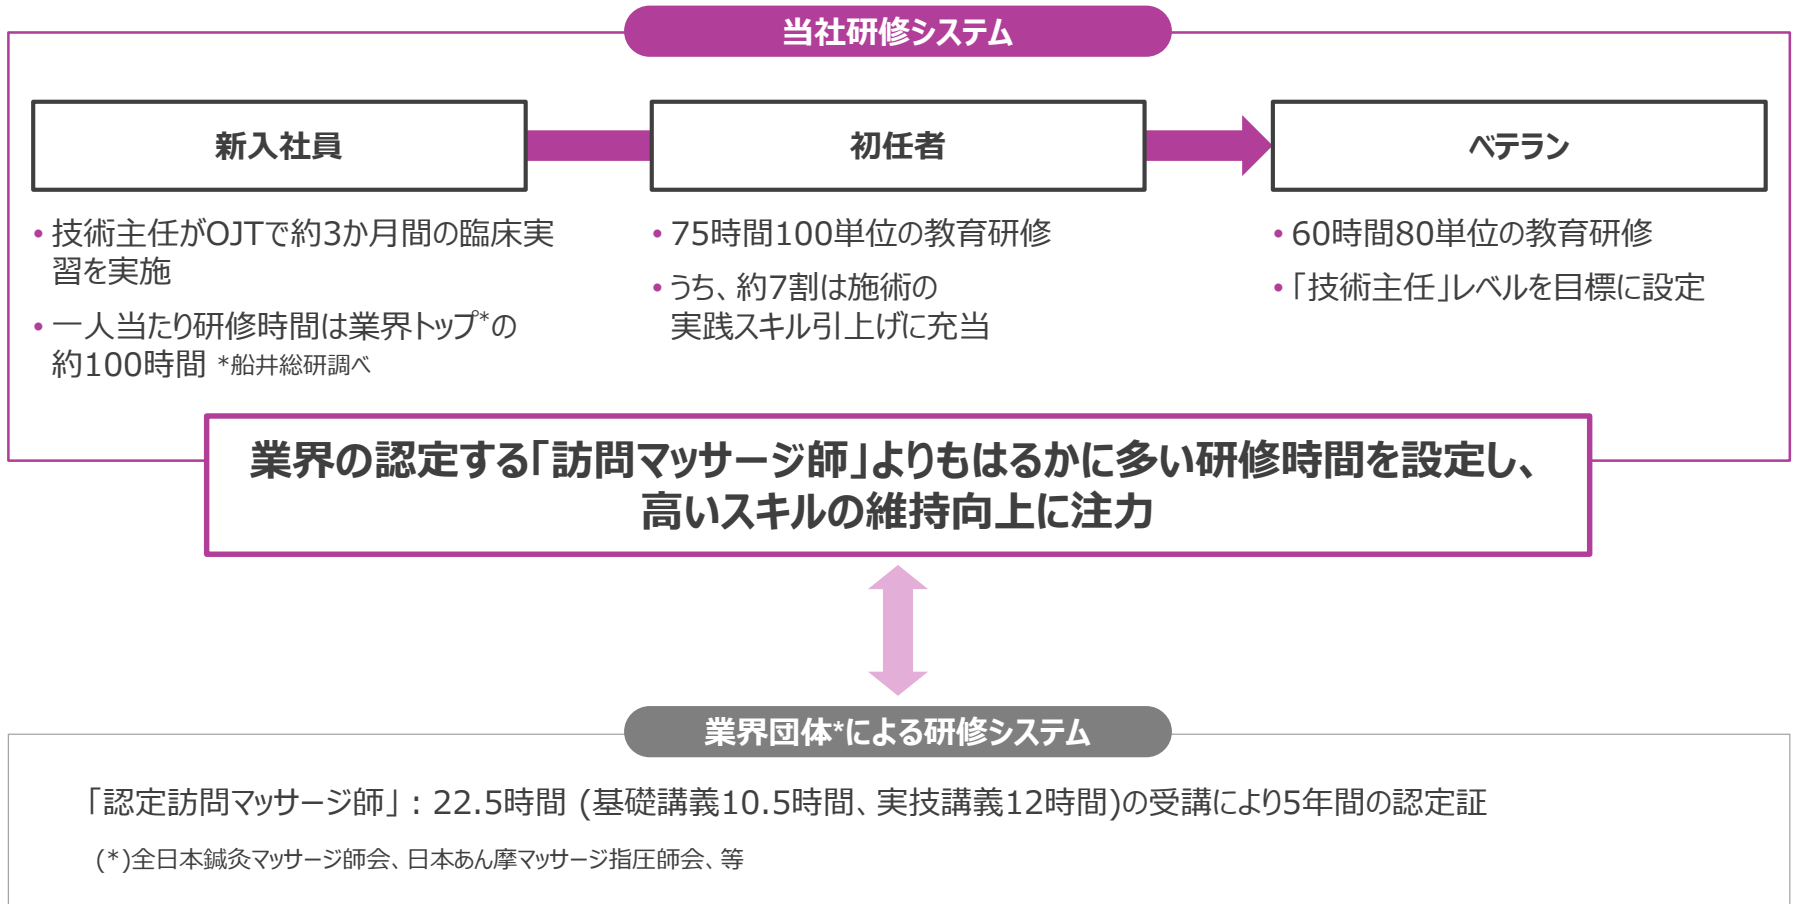 当社研修システム
新入社員
初任者
ベテラン
• 技術主任がOJTで約3か月間の臨床実
習を実施
• 一人当たり研修時間は業界トップ*の
約100時間 *船井総研調べ
• 75時間100単位の教育研修
• うち、約7割は施術の
実践スキル引上げに充当
• 60時間80単位の教育研修
• 「技術主任」レベルを目標に設定
業界の認定する「訪問マッサージ師」よりもはるかに多い研修時間を設定し、
高いスキルの維持向上に注力
業界団体*による研修システム
「認定訪問マッサージ師」：22.5時間 (基礎講義10.5時間、実技講義12時間)の受講により5年間の認定証
(*)全日本鍼灸マッサージ師会、日本あん摩マッサージ指圧師会、等